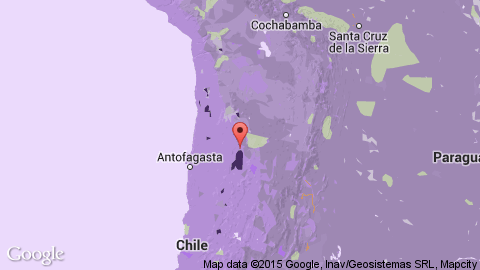 Cochabamba
Santa Cruz
de la Sierra
Antofagasta
Paragua
Chile
Google
Map data ©2015 Google, Inav/Geosistemas SRL, Mapcity